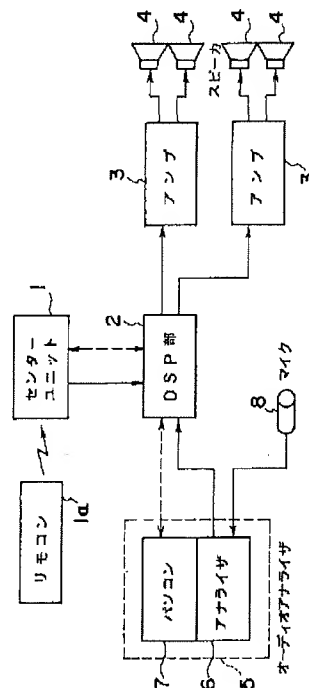 1
センター
ユニット
リモコン
1a
2
DSP部
3
アンプ
4
4
スピーカ
4
4
アンプ
3
7
パソコン
6
アナライザ
5
オーディオアナライザ
8
マイク